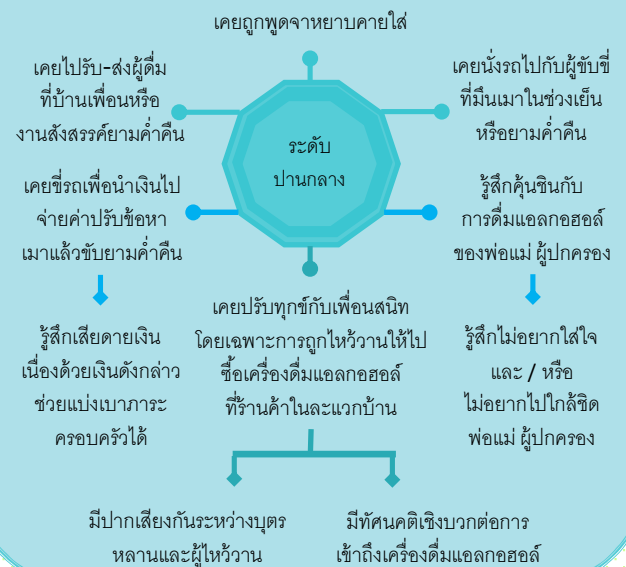 เคยถูกพูดจาหยาบคายใส่
เคยไปรับ-ส่งผู้ดื่ม
ที่บ้านเพื่อนหรือ
งานสังสรรค์ยามค่ำคืน
เคยนั่งรถไปกับผู้ขับขี่
ที่มึนเมาในช่วงเย็น
หรือยามค่ำคืน
ระดับ
ปานกลาง
เคยขี่รถเพื่อนำเงินไป
จ่ายค่าปรับข้อหา
เมาแล้วขับยามค่ำคืน
รู้สึกคุ้นชินกับ
การดื่มแอลกอฮอล์
ของพ่อแม่ ผู้ปกครอง
รู้สึกเสียดายเงิน
เนื่องด้วยเงินดังกล่าว
ช่วยแบ่งเบาภาระ
ครอบครัวได้
เคยปรับทุกข์กับเพื่อนสนิท
โดยเฉพาะการถูกไหว้วานให้ไป
ซื้อเครื่องดื่มแอลกอฮอล์
ที่ร้านค้าในละแวกบ้าน
รู้สึกไม่อยากใส่ใจ
และ / หรือ
ไม่อยากไปใกล้ชิด
พ่อแม่ ผู้ปกครอง
มีปากเสียงกันระหว่างบุตร
หลานและผู้ไหว้วาน
มีทัศนคติเชิงบวกต่อการ
เข้าถึงเครื่องดื่มแอลกอฮอล์